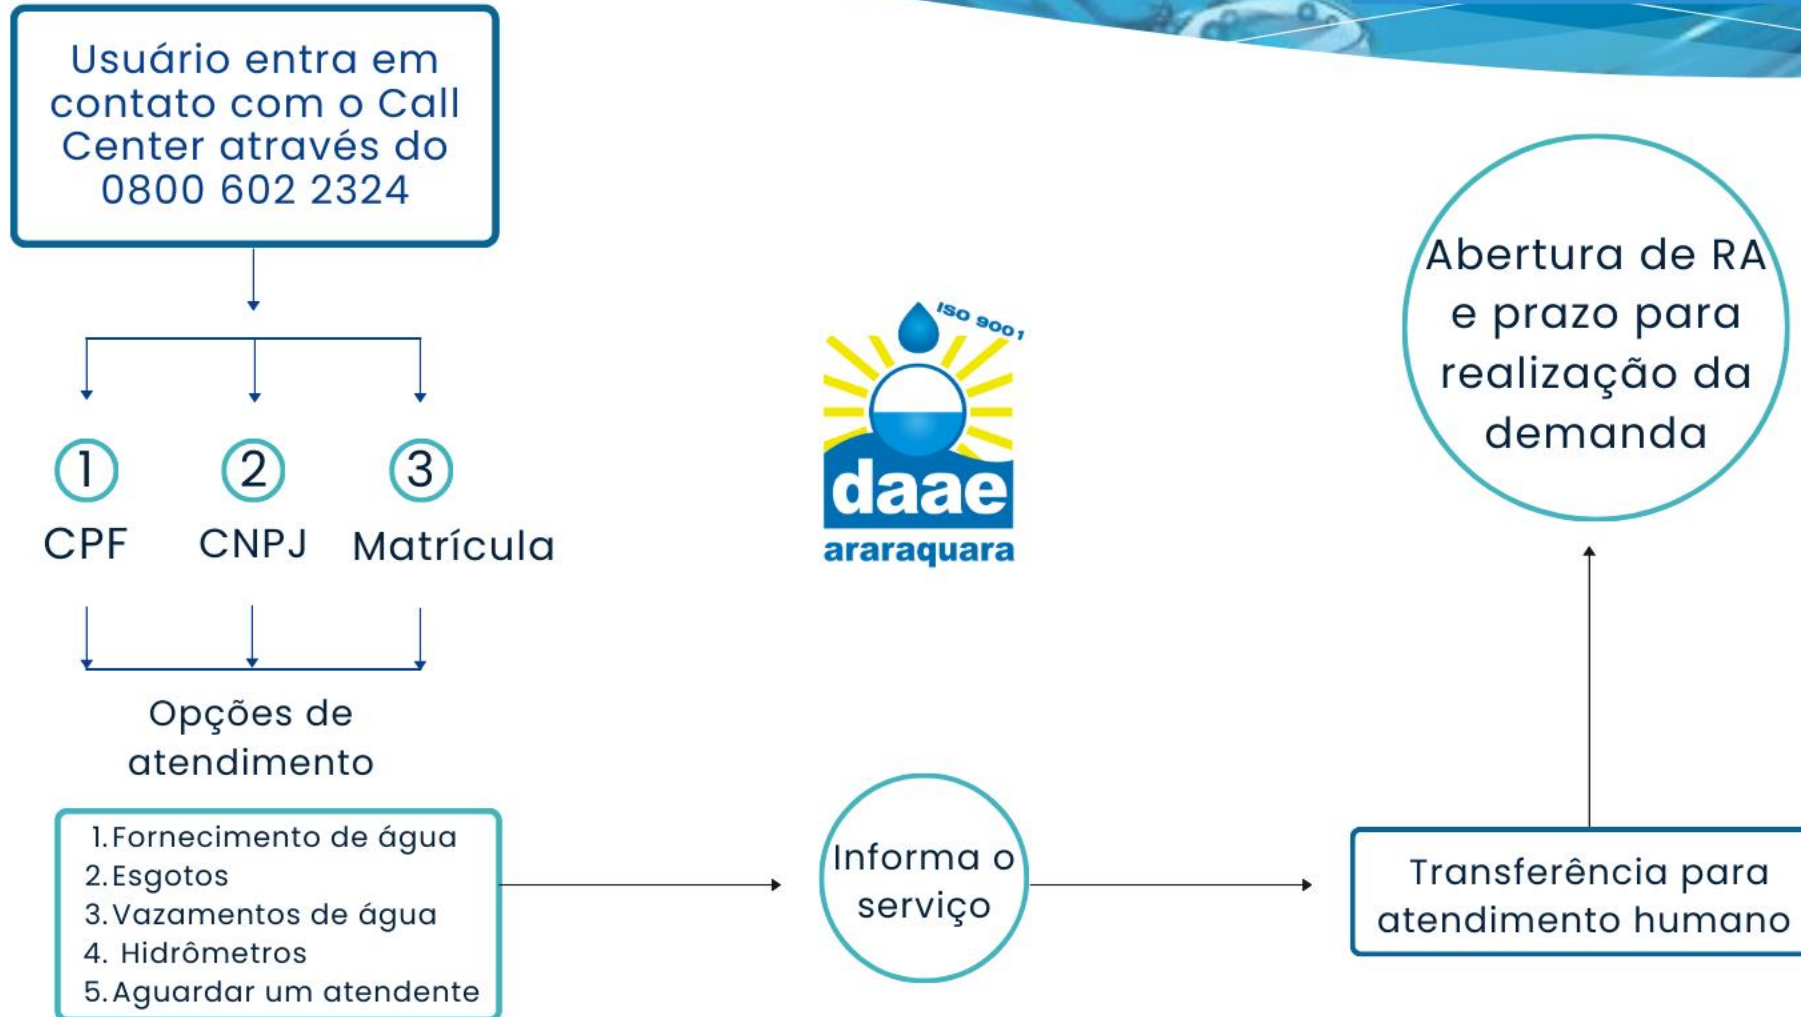 Usuário entra em
contato com o Call
Center através do
0800 602 2324
1
CPF
2
CNPJ
3
Matrícula
Opções de
atendimento
1.Fornecimento de água
2.Esgotos
3.Vazamentos de água
4. Hidrômetros
5.Aguardar um atendente
ISO 9001
daae
araraquara
Informa o
serviço
Transferência para
atendimento humano
Abertura de RA
e prazo para
realização da
demanda